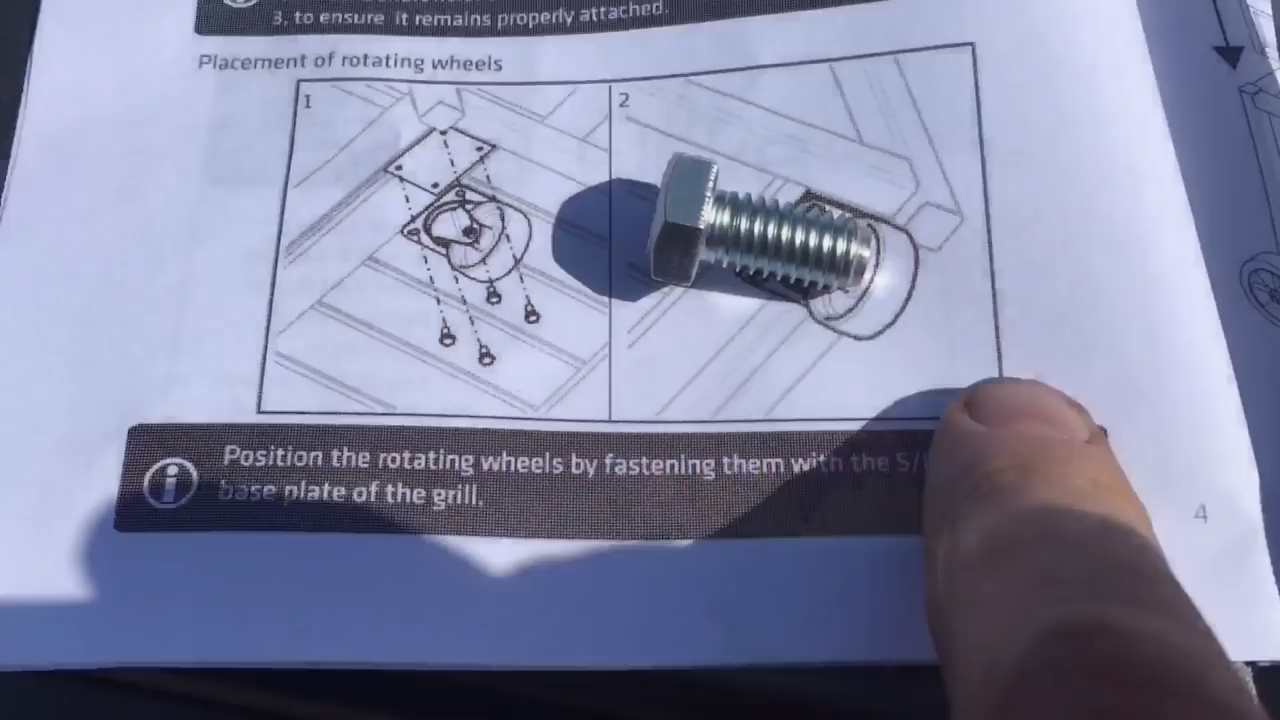 3, to ensure it remains properly attached.
Placement of rotating wheels
1
2
Position the rotating wheels by fastening them with the 5/
base plate of the grill.
4